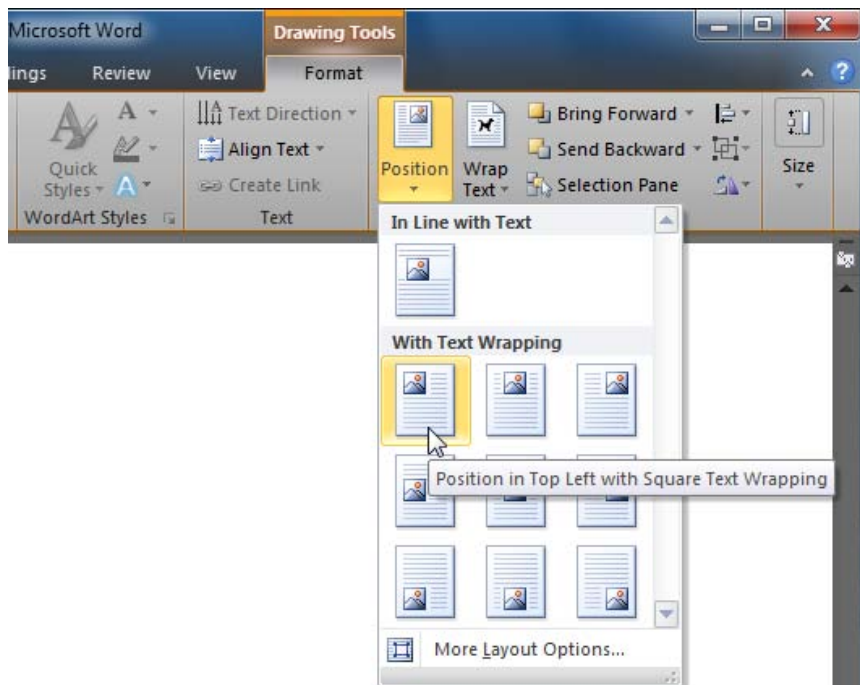 Microsoft Word
Drawing Tools
lings Review View Format
Quick
Styles
WordArt Styles
A
A
A
Text Direction
Align Text
Create Link
Text
Position
Wrap
Text
Bring Forward
Send Backward
Selection Pane
Size
In Line with Text
With Text Wrapping
Position in Top Left with Square Text Wrapping
More Layout Options...